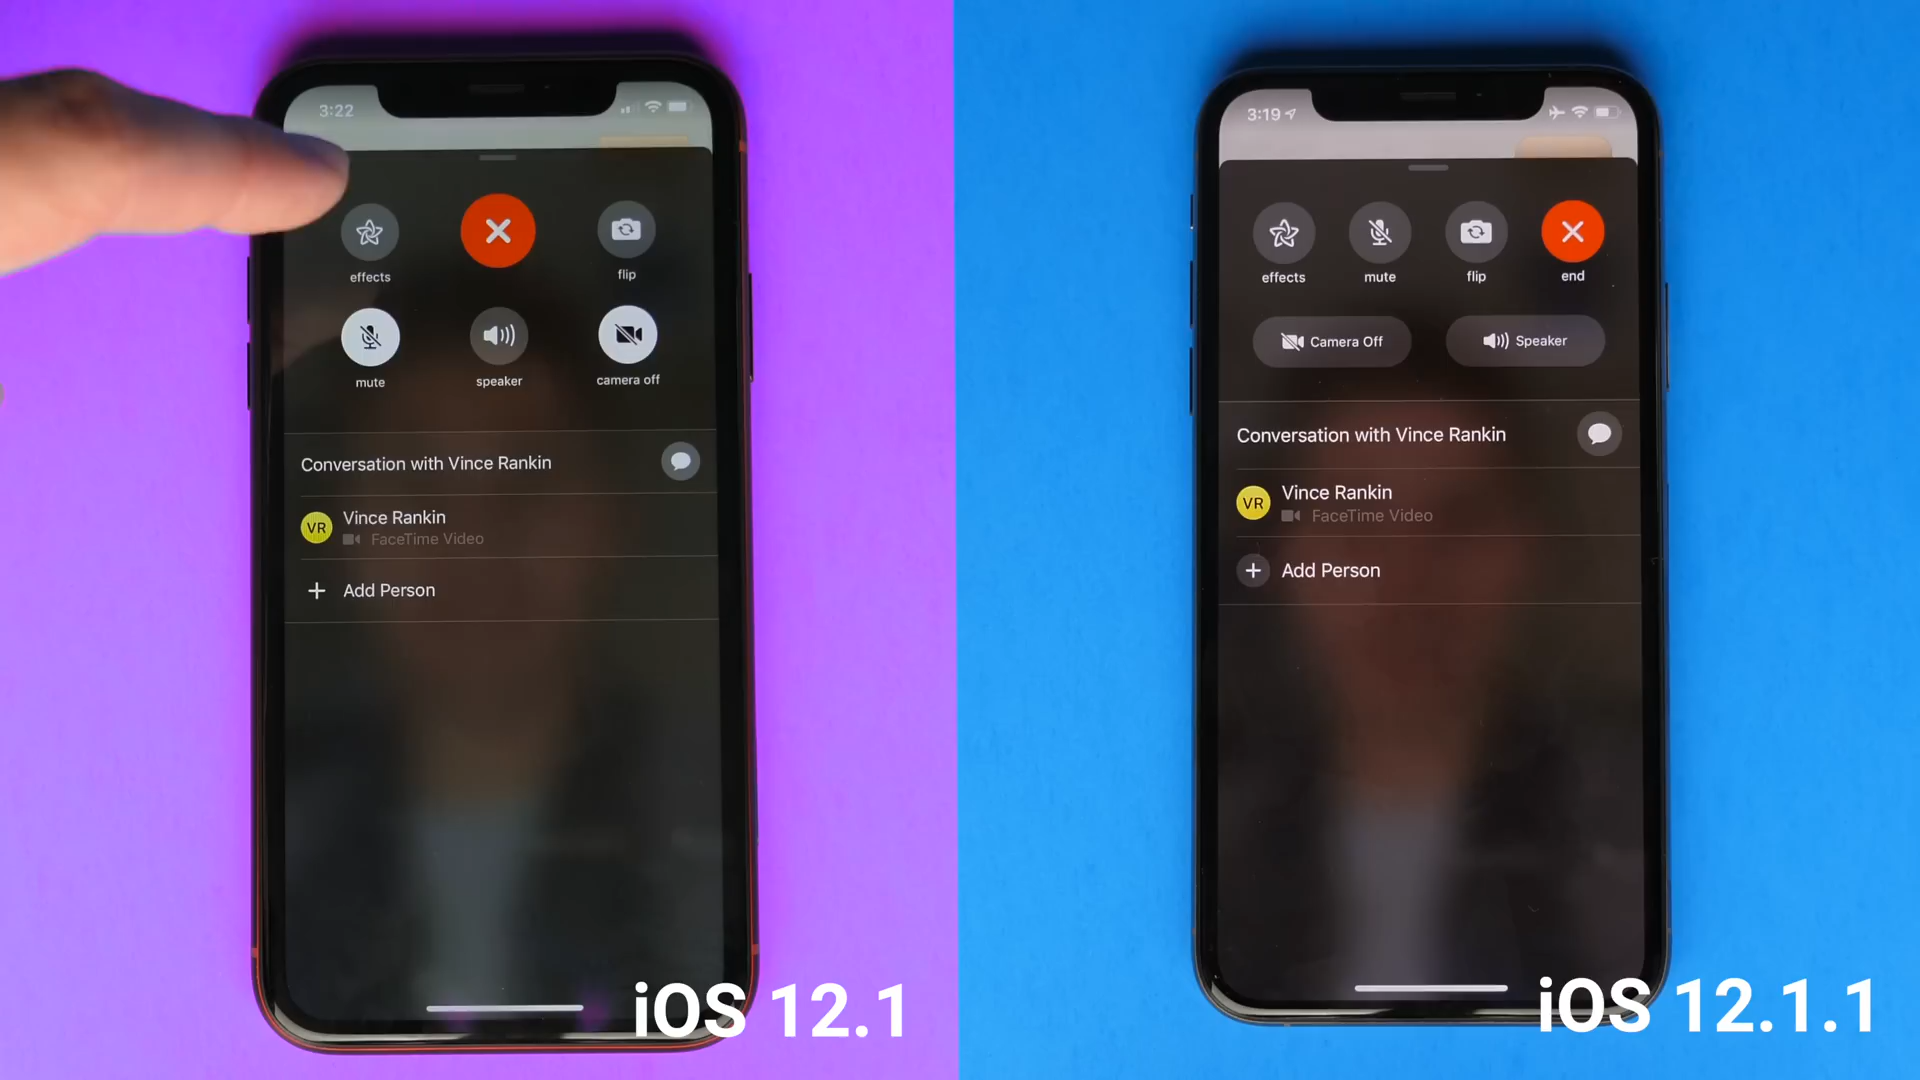 3:22
effects
flip
mute
speaker
camera off
Conversation with Vince Rankin
VR
Vince Rankin
FaceTime Video
Add Person
iOS 12.1
3:19
effects
mute
flip
end
Camera Off
Speaker
Conversation with Vince Rankin
VR
Vince Rankin
FaceTime Video
Add Person
iOS 12.1.1